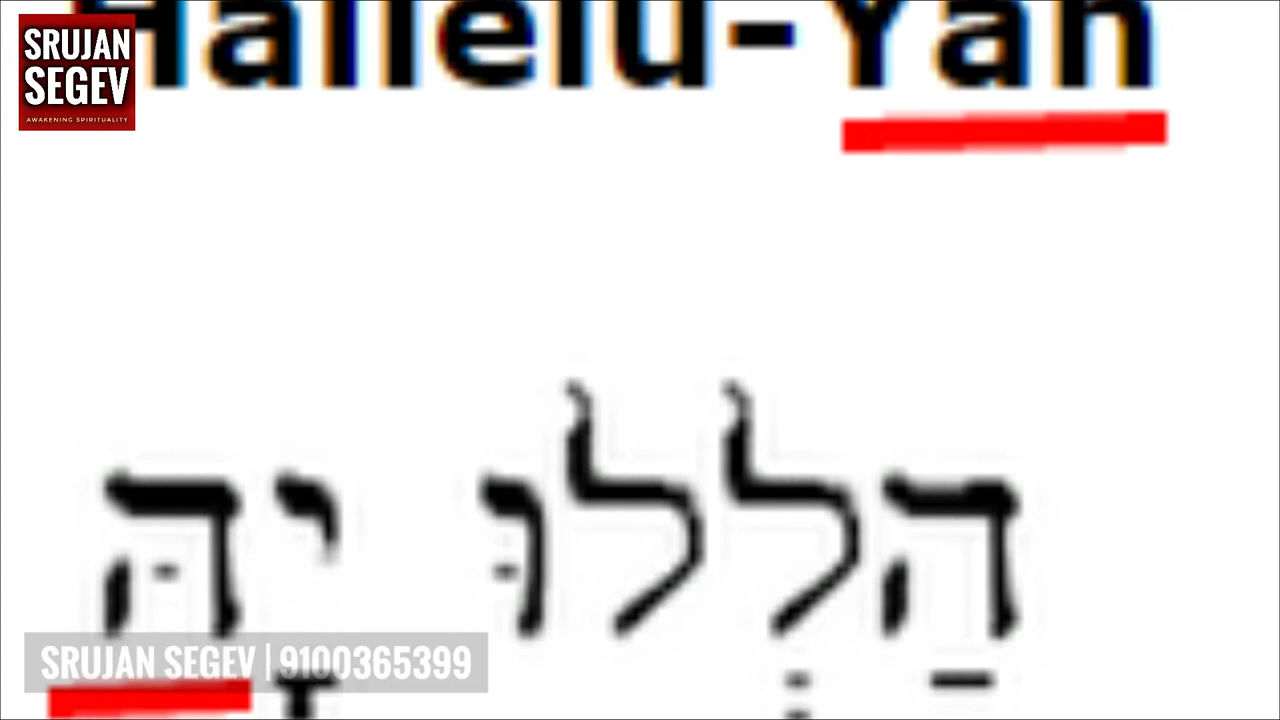 SRUJAN
SEGEV
AWAKENING SPIRITUALITY
Hallelu-Yah
הַלְלוּ יָהּ
SRUJAN SEGEV | 9100365399